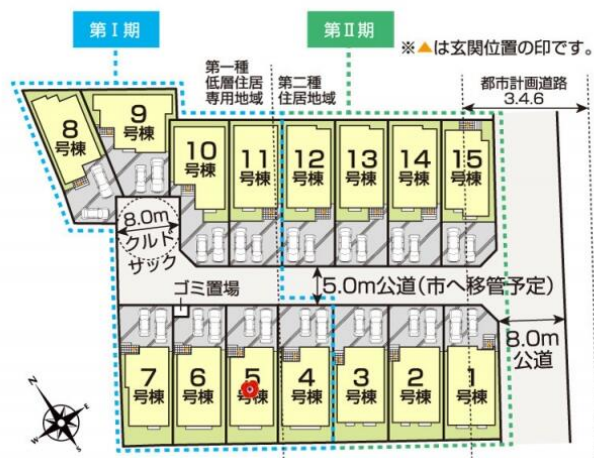 第Ⅰ期
第Ⅱ期
※▲は玄関位置の印です。
第一種
低層住居
専用地域
第二種
住居地域
都市計画道路
3.4.6
8
号棟
9
号棟
10
号棟
11
号棟
12
号棟
13
号棟
14
号棟
15
号棟
8.0m
クルド
サック
ゴミ置場
5.0m公道(市へ移管予定)
8.0m
公道
7
号棟
6
号棟
5
号棟
4
号棟
3
号棟
2
号棟
1
号棟
N
E
W
S